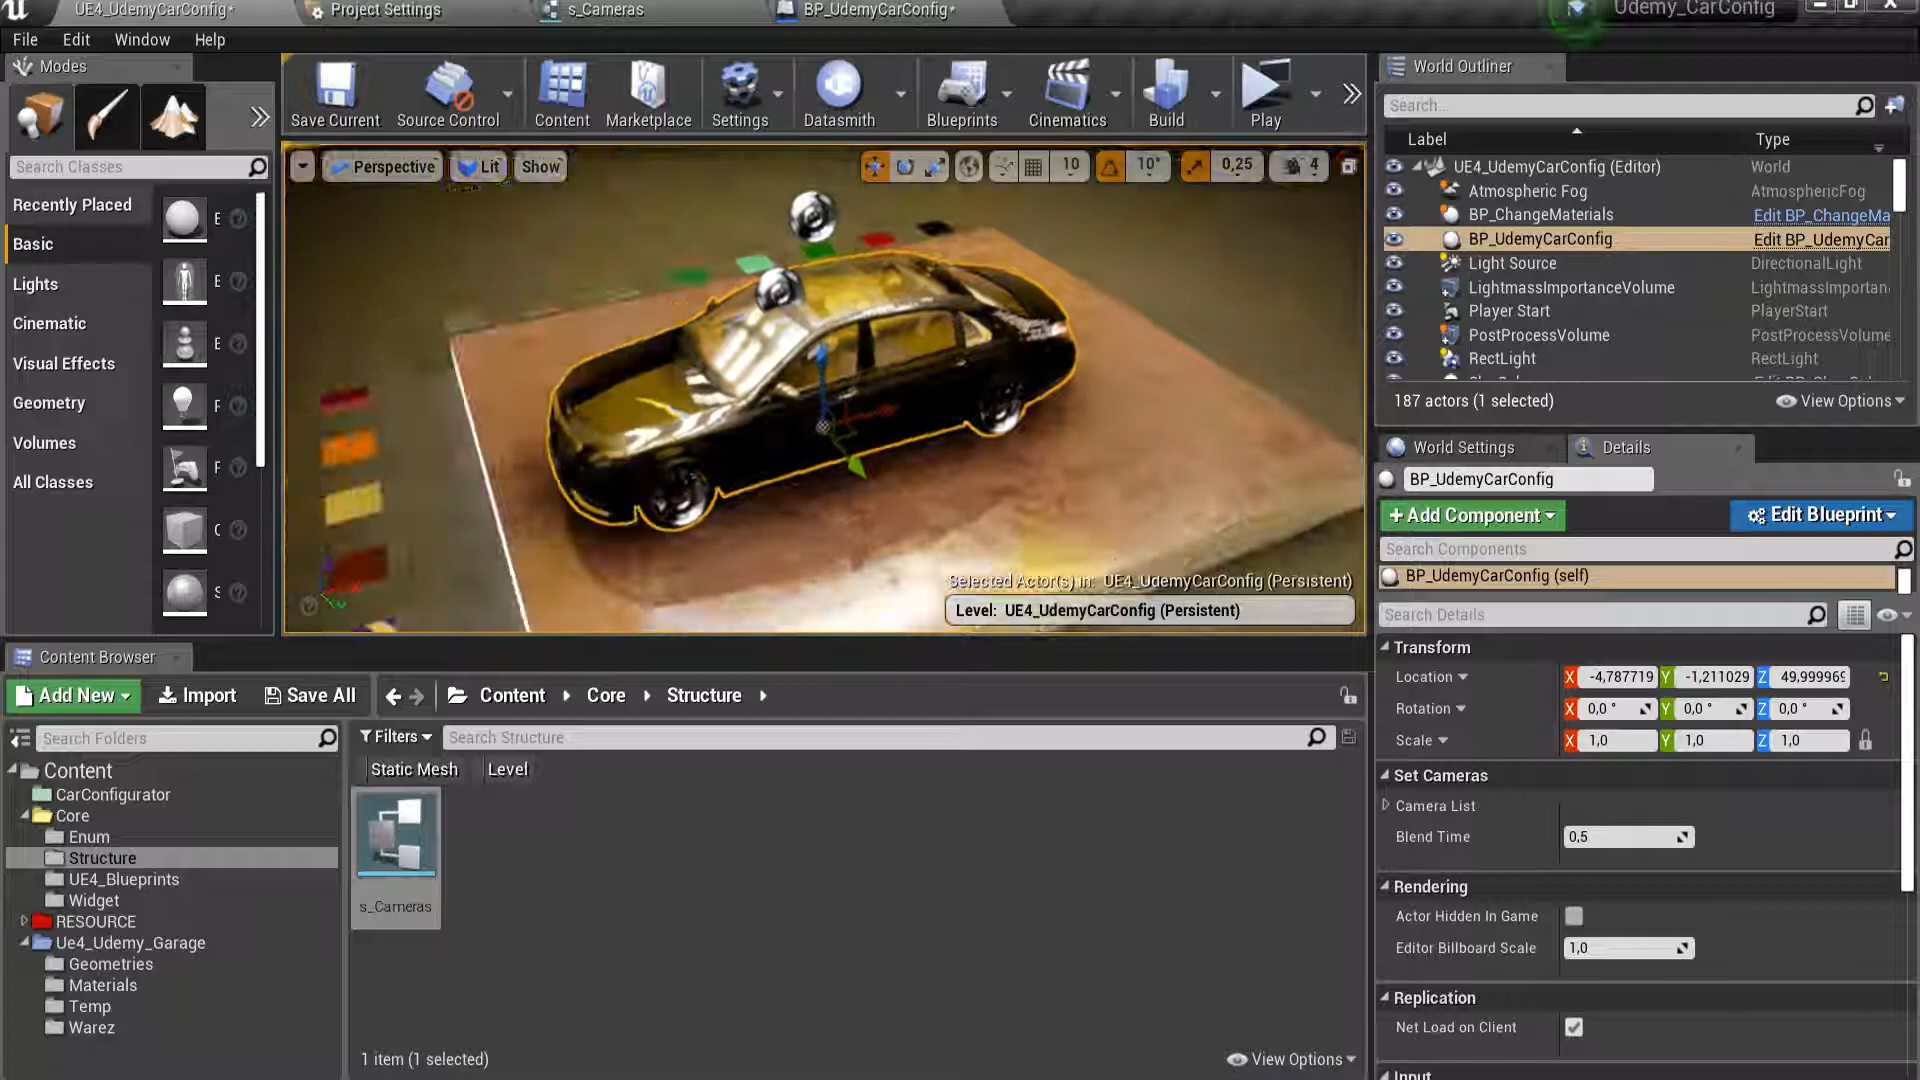 UE4_UdemyCarConfig*
Project Settings
s_Cameras
BP_UdemyCarConfig*
Udemy_CarConfig
File Edit Window Help
Modes
Search Classes
Recently Placed
Basic
Lights
Cinematic
Visual Effects
Geometry
Volumes
All Classes
E
E
E
F
F
C
S
Save Current
Source Control
Content
Marketplace
Settings
Datasmith
Blueprints
Cinematics
Build
Play
Perspective
Lit
Show
10
10°
0,25
4
Selected Actor(s) in: UE4_UdemyCarConfig (Persistent)
Level: UE4_UdemyCarConfig (Persistent)
World Outliner
Search...
Label Type
UE4_UdemyCarConfig (Editor) World
Atmospheric Fog AtmosphericFog
BP_ChangeMaterials Edit BP_ChangeMa
BP_UdemyCarConfig Edit BP_UdemyCar
Light Source DirectionalLight
LightmassImportanceVolume LightmassImportan
Player Start PlayerStart
PostProcessVolume PostProcessVolume
RectLight RectLight
187 actors (1 selected)
View Options
World Settings
Details
BP_UdemyCarConfig
+ Add Component
Edit Blueprint
Search Components
BP_UdemyCarConfig (self)
Search Details
Transform
Location X -4,787719 Y -1,211029 Z 49,999969
Rotation X 0,0 ° Y 0,0 ° Z 0,0 °
Scale X 1,0 Y 1,0 Z 1,0
Set Cameras
Camera List
Blend Time 0,5
Rendering
Actor Hidden In Game
Editor Billboard Scale 1,0
Replication
Net Load on Client
Input
Content Browser
Add New
Import
Save All
Content
Core
Structure
Search Folders
Content
CarConfigurator
Core
Enum
Structure
UE4_Blueprints
Widget
RESOURCE
Ue4_Udemy_Garage
Geometries
Materials
Temp
Warez
Filters
Search Structure
Static Mesh
Level
s_Cameras
1 item (1 selected)
View Options